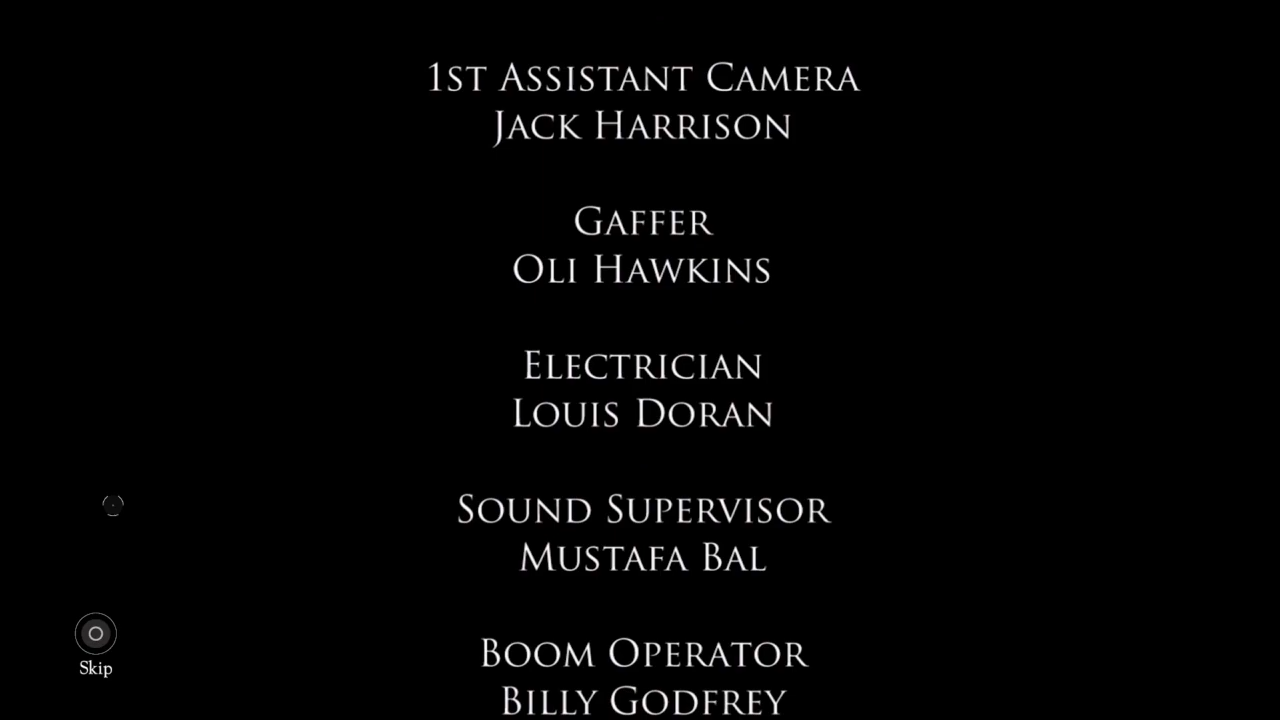 1st Assistant Camera
Jack Harrison
Gaffer
Oli Hawkins
Electrician
Louis Doran
Sound Supervisor
Mustafa Bal
Boom Operator
Billy Godfrey
Skip